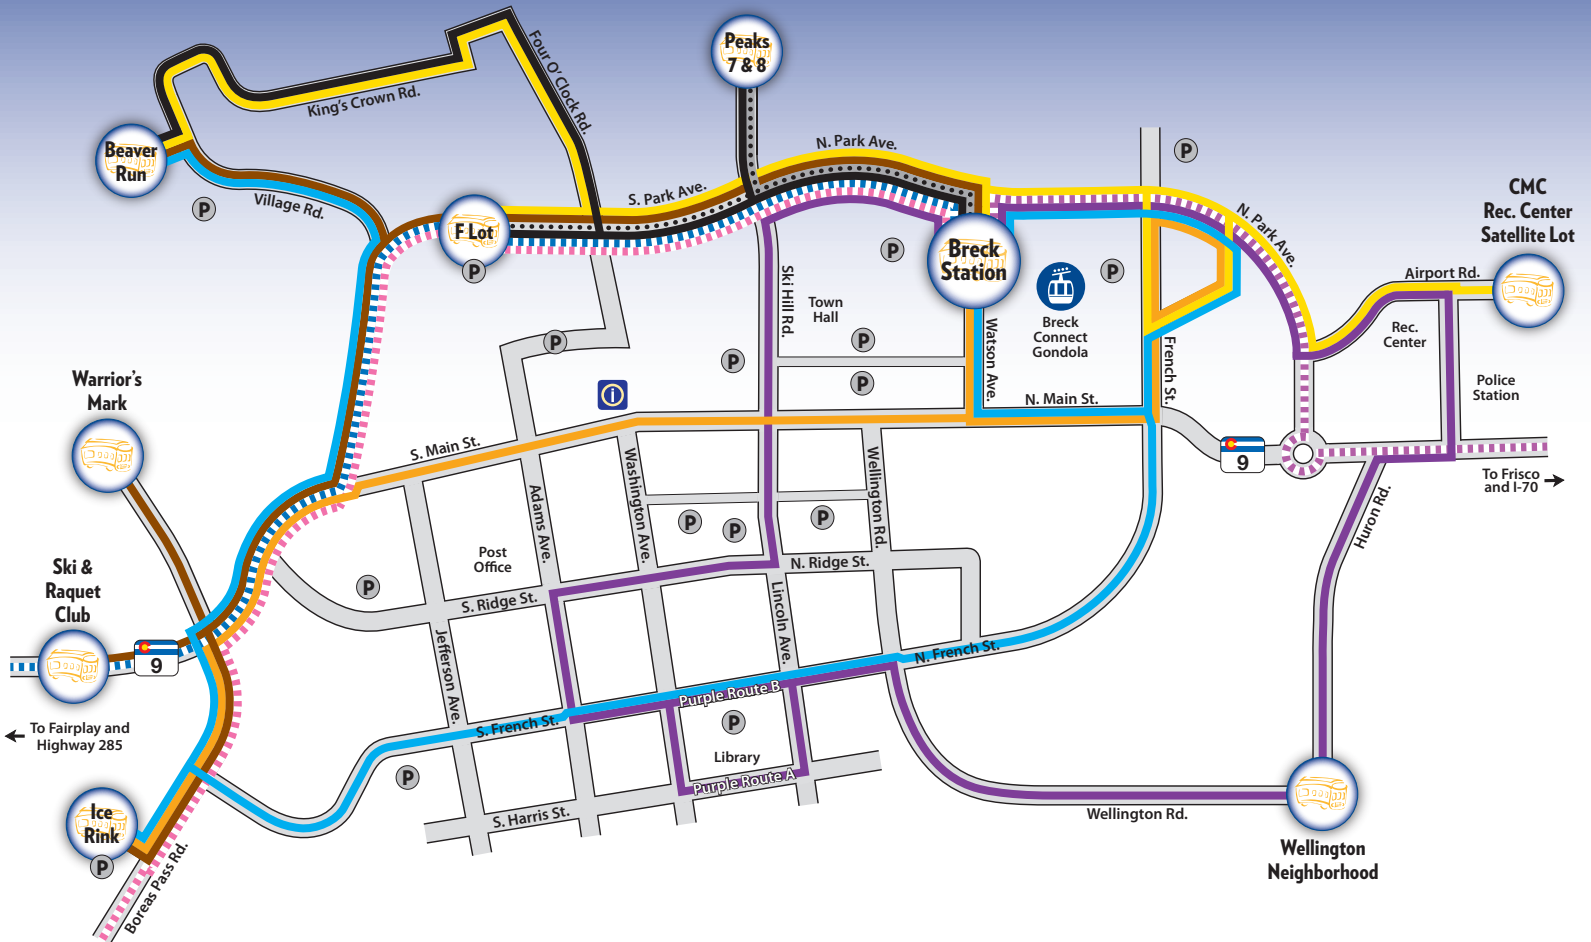 Peaks
7 & 8
Four O' Clock Rd.
King's Crown Rd.
N. Park Ave.
P
Beaver
Run
Village Rd.
P
S. Park Ave.
F Lot
P
N. Park Ave.
CMC
Rec. Center
Satellite Lot
Breck
Station
P
P
Airport Rd.
Ski Hill Rd.
Town
Hall
Breck
Connect
Gondola
Rec.
Center
P
P
P
P
Watson Ave.
French St.
Warrior's
Mark
i
N. Main St.
Police
Station
S. Main St.
9
To Frisco
and I-70
Washington Ave.
Wellington Rd.
Adams Ave.
Huron Rd.
P
P
P
Post
Office
N. Ridge St.
Ski &
Raquet
Club
P
S. Ridge St.
Lincoln Ave.
Jefferson Ave.
9
N. French St.
Purple Route B
S. French St.
P
To Fairplay and
Highway 285
Library
P
Purple Route A
Ice
Rink
P
S. Harris St.
Wellington Rd.
Boreas Pass Rd.
Wellington
Neighborhood